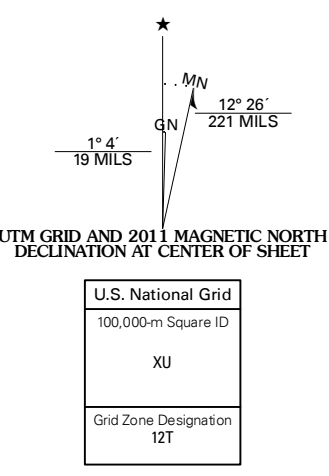 ★
MN
GN
12° 26´
221 MILS
1° 4´
19 MILS
UTM GRID AND 2011 MAGNETIC NORTH
DECLINATION AT CENTER OF SHEET
U.S. National Grid
100,000-m Square ID
XU
Grid Zone Designation
12T